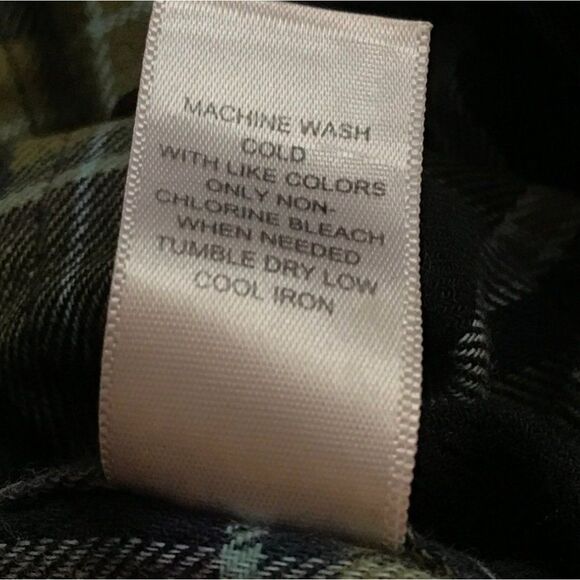 MACHINE WASH
COLD
WITH LIKE COLORS
ONLY NON-
CHLORINE BLEACH
WHEN NEEDED
TUMBLE DRY LOW
COOL IRON